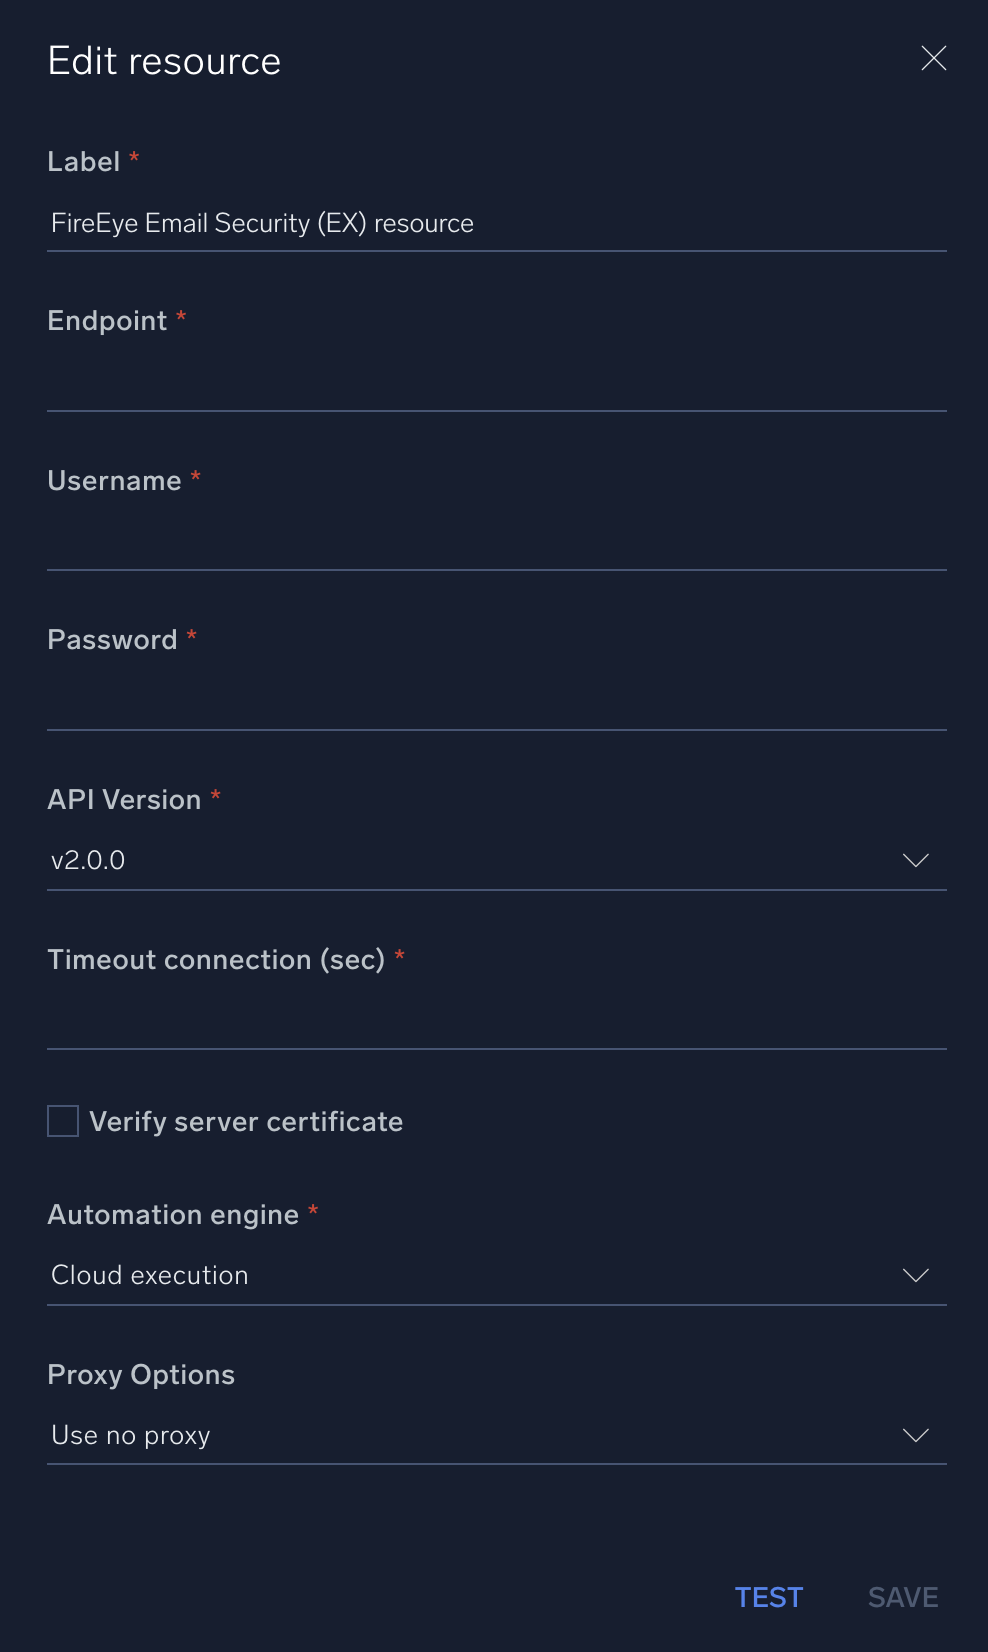 Edit resource
Label *
FireEye Email Security (EX) resource
Endpoint *
Username *
Password *
API Version *
v2.0.0
Timeout connection (sec) *
Verify server certificate
Automation engine *
Cloud execution
Proxy Options
Use no proxy
TEST SAVE